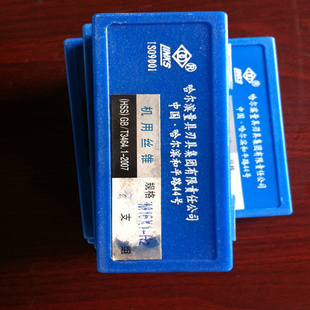 ISO9001
哈尔滨量具刃具集团有限责任公司
中国·哈尔滨和平路44号
机用丝锥
(HSS) GB/T3464.1-2007
规格
支